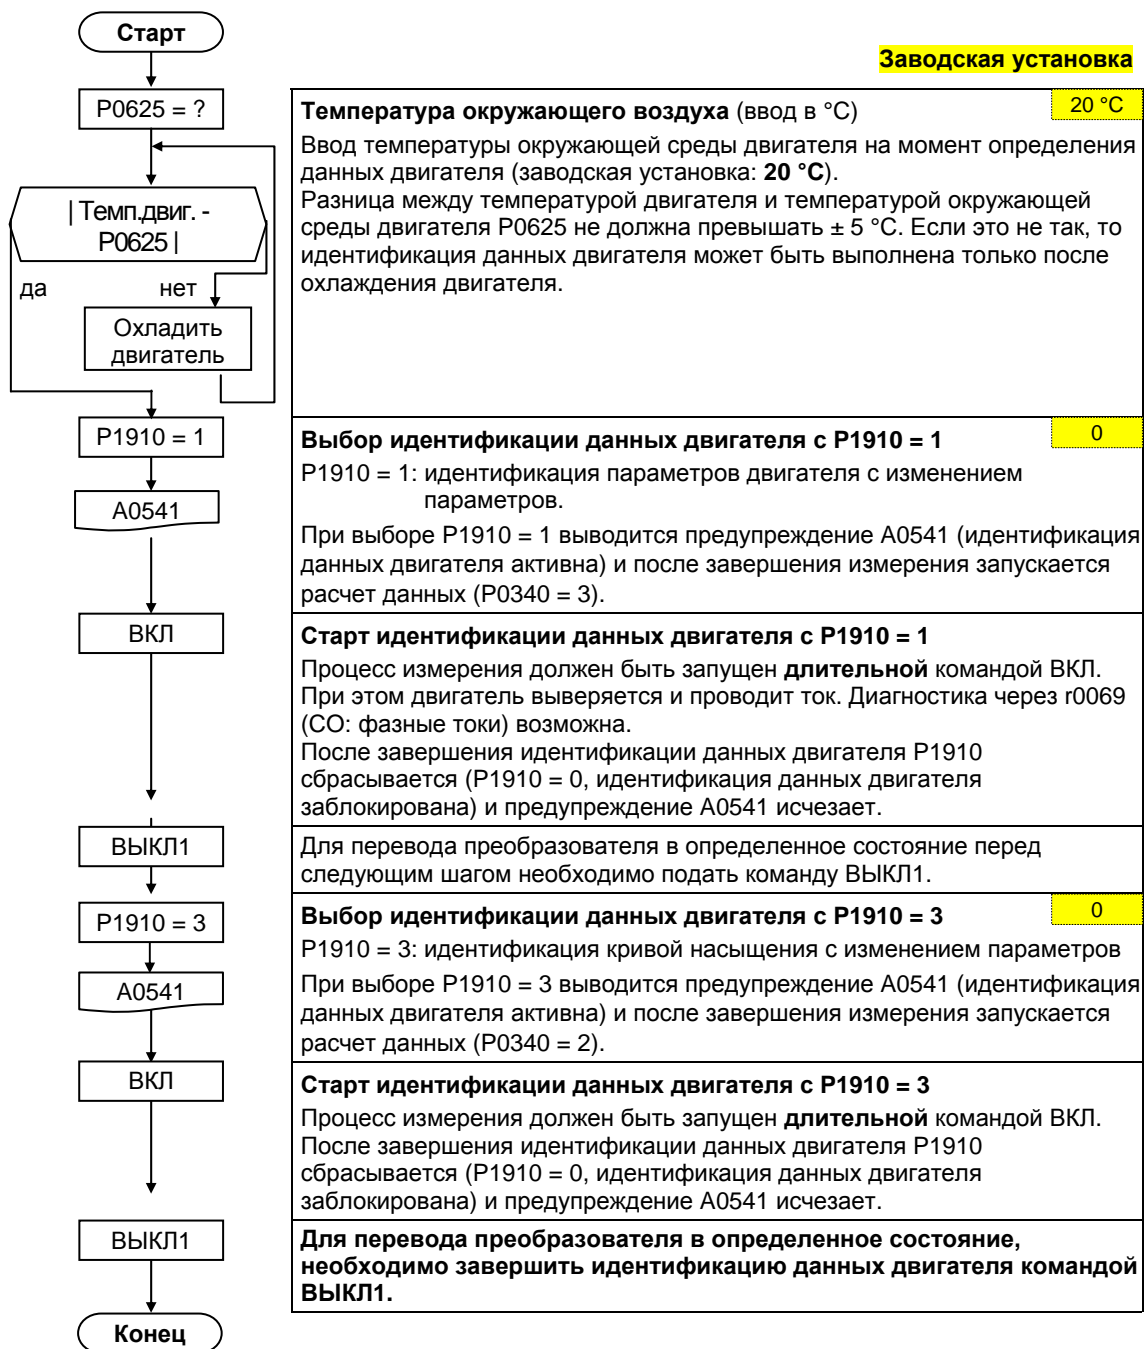 Старт
Заводская установка
P0625 = ?
Температура окружающего воздуха (ввод в °C)
20 °C
Ввод температуры окружающей среды двигателя на момент определения
данных двигателя (заводская установка: 20 °C).
Разница между температурой двигателя и температурой окружающей
среды двигателя P0625 не должна превышать ± 5 °C. Если это не так, то
идентификация данных двигателя может быть выполнена только после
охлаждения двигателя.
| Темп.двиг. -
P0625 |
да
нет
Охладить
двигатель
P1910 = 1
Выбор идентификации данных двигателя с P1910 = 1
0
P1910 = 1: идентификация параметров двигателя с изменением
параметров.
A0541
При выборе P1910 = 1 выводится предупреждение A0541 (идентификация
данных двигателя активна) и после завершения измерения запускается
расчет данных (P0340 = 3).
ВКЛ
Старт идентификации данных двигателя с P1910 = 1
Процесс измерения должен быть запущен длительной командой ВКЛ.
При этом двигатель выверяется и проводит ток. Диагностика через r0069
(CO: фазные токи) возможна.
После завершения идентификации данных двигателя P1910
сбрасывается (P1910 = 0, идентификация данных двигателя
заблокирована) и предупреждение A0541 исчезает.
ВЫКЛ1
Для перевода преобразователя в определенное состояние перед
следующим шагом необходимо подать команду ВЫКЛ1.
P1910 = 3
Выбор идентификации данных двигателя с P1910 = 3
0
P1910 = 3: идентификация кривой насыщения с изменением параметров
A0541
При выборе P1910 = 3 выводится предупреждение A0541 (идентификация
данных двигателя активна) и после завершения измерения запускается
расчет данных (P0340 = 2).
ВКЛ
Старт идентификации данных двигателя с P1910 = 3
Процесс измерения должен быть запущен длительной командой ВКЛ.
После завершения идентификации данных двигателя P1910
сбрасывается (P1910 = 0, идентификация данных двигателя
заблокирована) и предупреждение A0541 исчезает.
ВЫКЛ1
Для перевода преобразователя в определенное состояние,
необходимо завершить идентификацию данных двигателя командой
ВЫКЛ1.
Конец